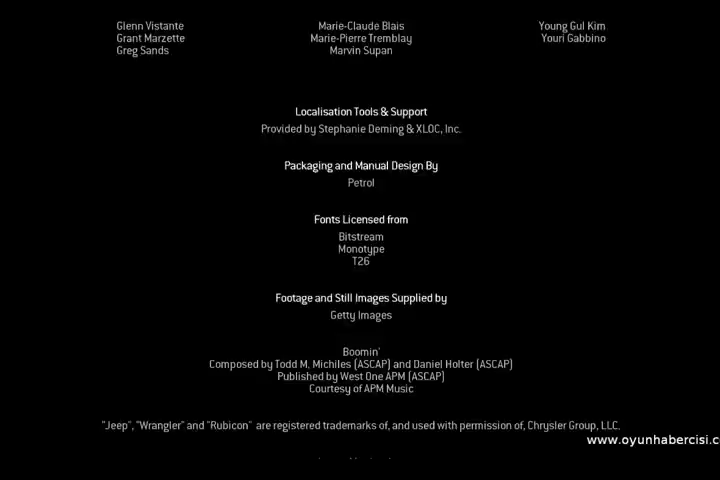 Glenn Vistante
Grant Marzette
Greg Sands
Marie-Claude Blais
Marie-Pierre Tremblay
Marvin Supan
Young Gul Kim
Youri Gabbino
Localisation Tools & Support
Provided by Stephanie Deming & XLOC, Inc.
Packaging and Manual Design By
Petrol
Fonts Licensed from
Bitstream
Monotype
T26
Footage and Still Images Supplied by
Getty Images
Boomin'
Composed by Todd M. Michiles (ASCAP) and Daniel Holter (ASCAP)
Published by West One APM (ASCAP)
Courtesy of APM Music
"Jeep", "Wrangler" and "Rubicon" are registered trademarks of, and used with permission of, Chrysler Group, LLC.
www.oyunhabercisi.c